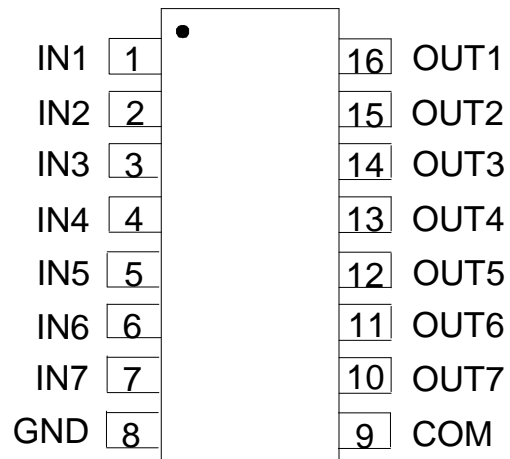 IN1 1 16 OUT1
IN2 2 15 OUT2
IN3 3 14 OUT3
IN4 4 13 OUT4
IN5 5 12 OUT5
IN6 6 11 OUT6
IN7 7 10 OUT7
GND 8 9 COM